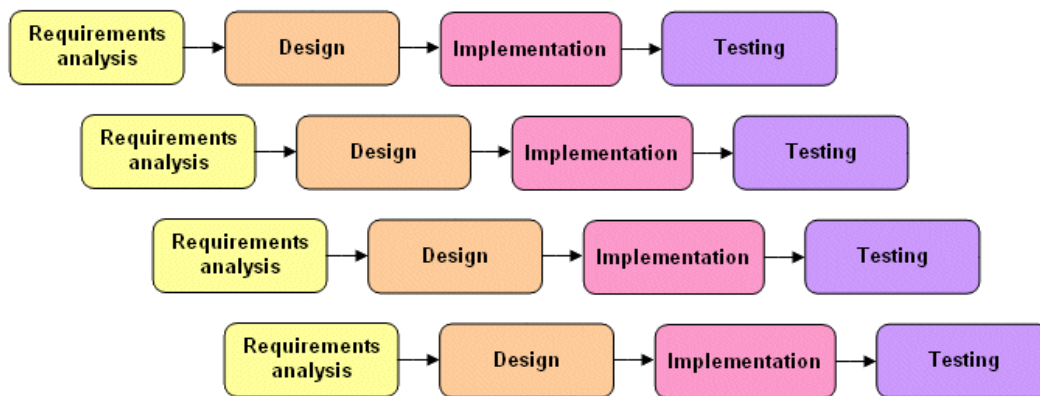 Requirements
analysis
Design
Implementation
Testing
Requirements
analysis
Design
Implementation
Testing
Requirements
analysis
Design
Implementation
Testing
Requirements
analysis
Design
Implementation
Testing